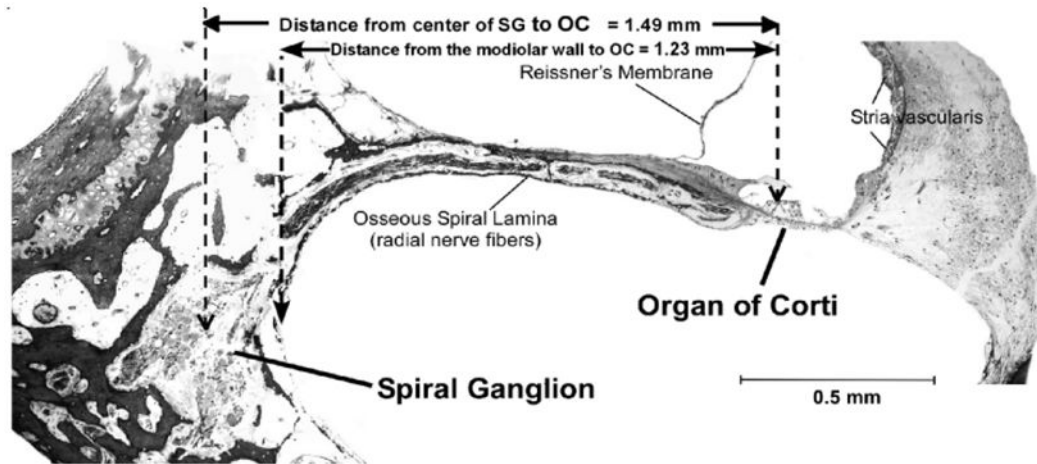 Distance from center of SG to OC = 1.49 mm
Distance from the modiolar wall to OC = 1.23 mm
Reissner's Membrane
Stria vascularis
Osseous Spiral Lamina
(radial nerve fibers)
Organ of Corti
Spiral Ganglion
0.5 mm